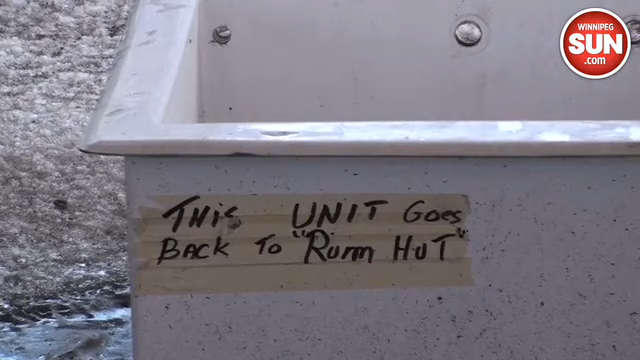 WINNIPEG
SUN
.com
THis UNIT Goes
BACK To "Rumm HUT"